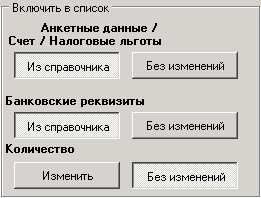 Включить в список
Анкетные данные /
Счет / Налоговые льготы
Из справочника Без изменений
Банковские реквизиты
Из справочника Без изменений
Количество
Изменить Без изменений